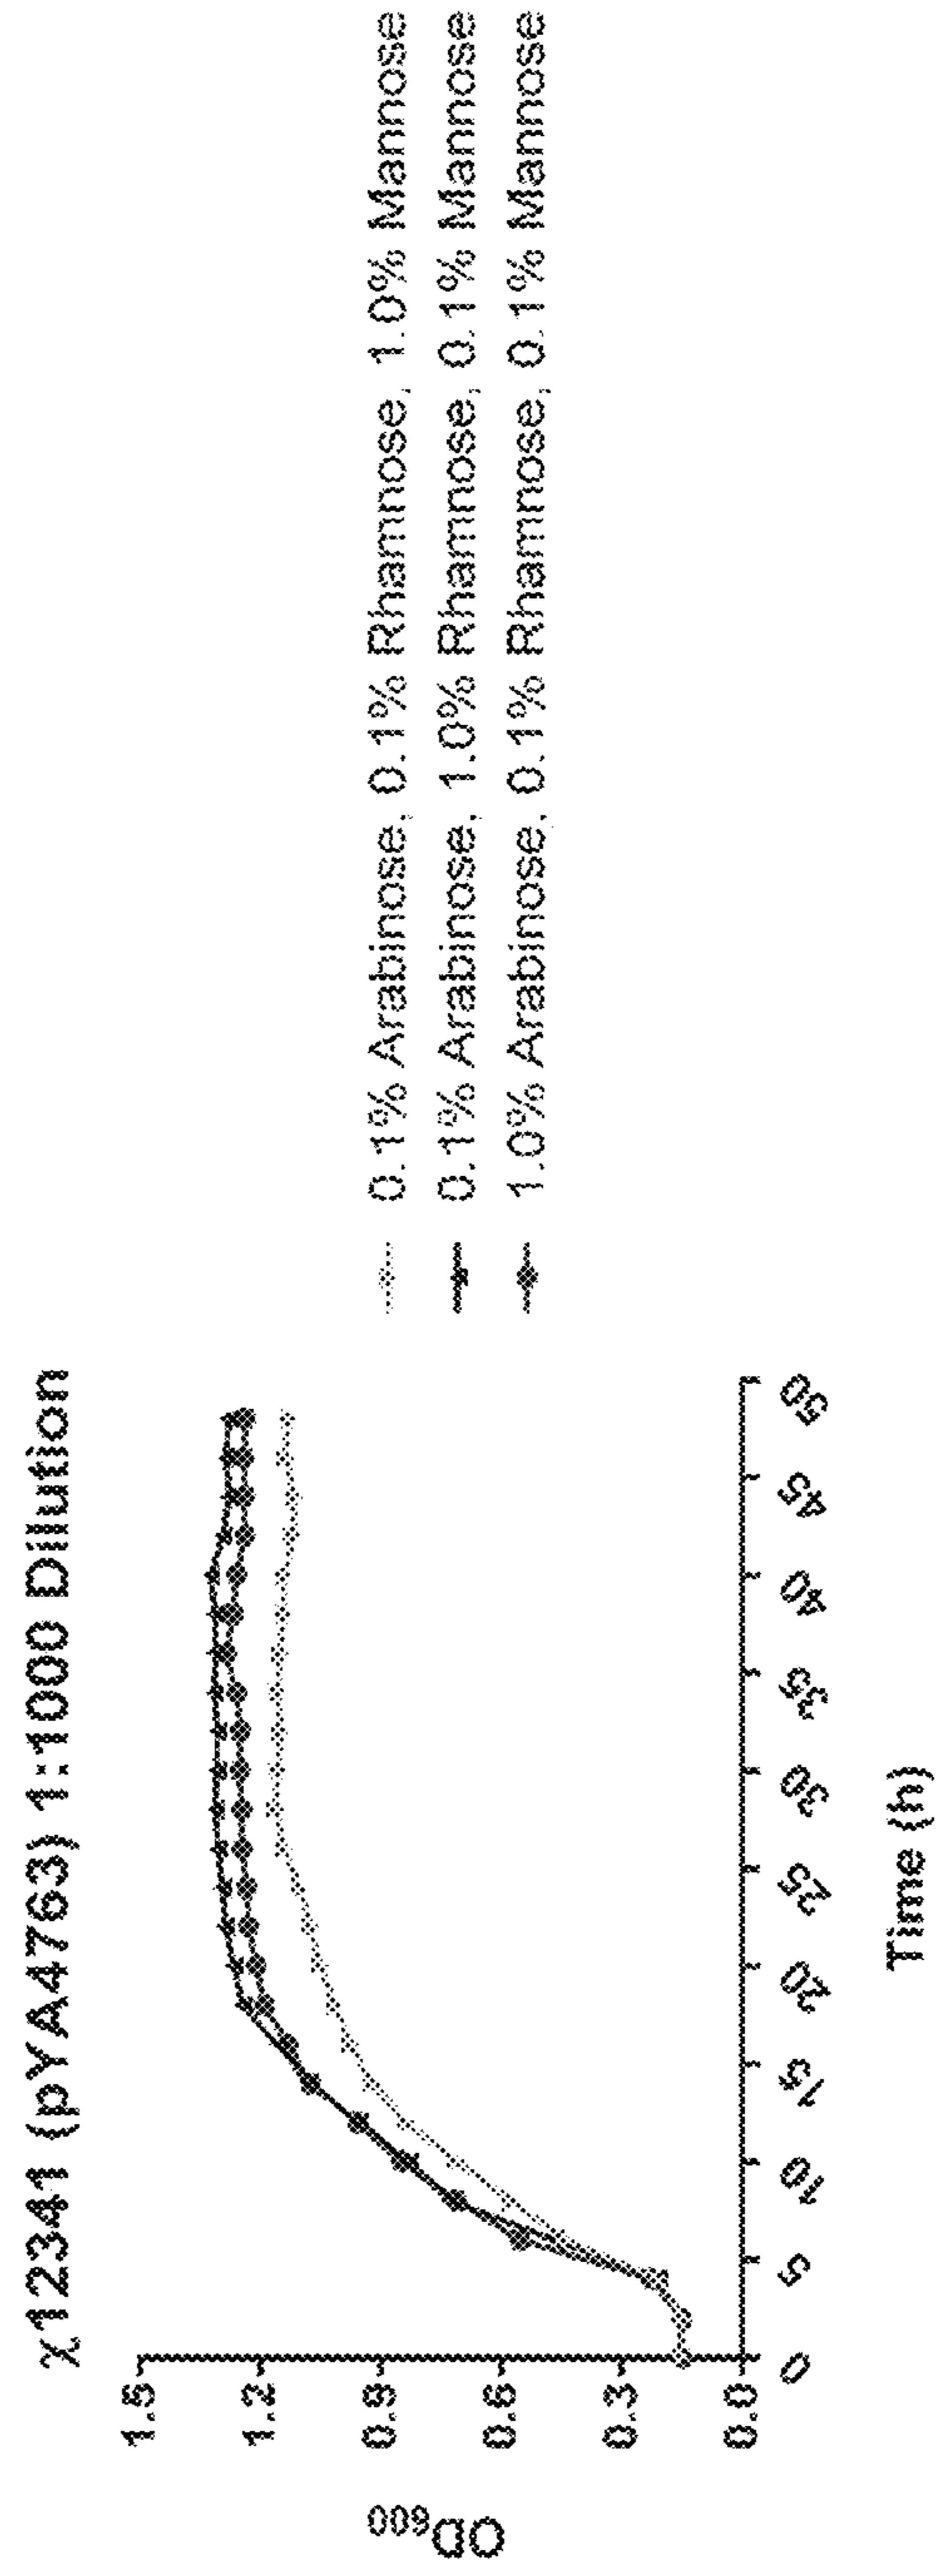 χ12341 (pYA4763) 1:1000 Dilution
OD600
1.5
1.2
0.9
0.6
0.3
0.0
0
5
10
15
20
25
30
35
40
45
50
Time (h)
0.1% Arabinose, 0.1% Rhamnose, 1.0% Mannose
0.1% Arabinose, 1.0% Rhamnose, 0.1% Mannose
1.0% Arabinose, 0.1% Rhamnose, 0.1% Mannose